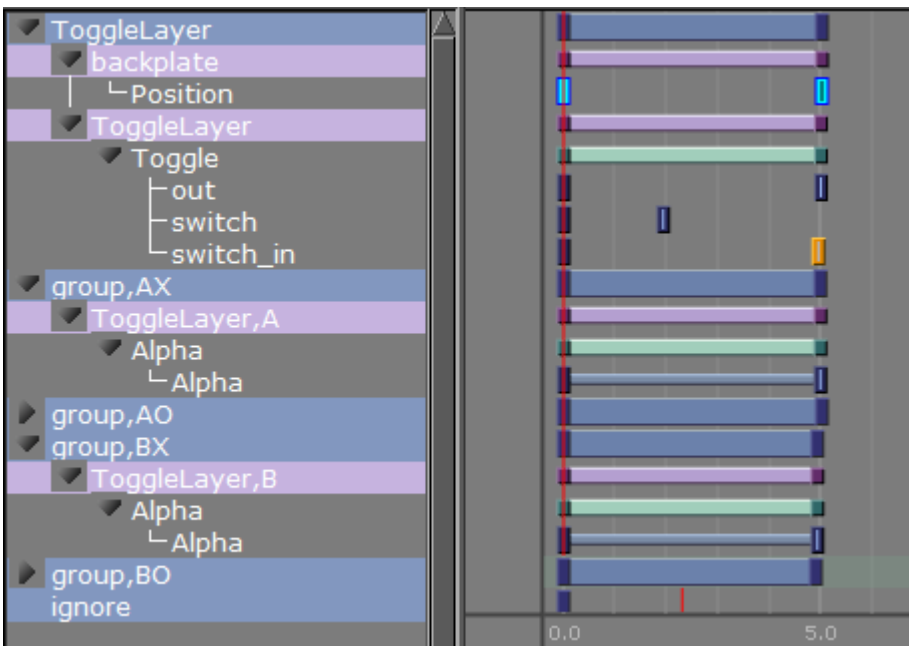 ToggleLayer
backplate
Position
ToggleLayer
Toggle
out
switch
switch_in
group,AX
ToggleLayer,A
Alpha
Alpha
group,AO
group,BX
ToggleLayer,B
Alpha
Alpha
group,BO
ignore
0.0 5.0